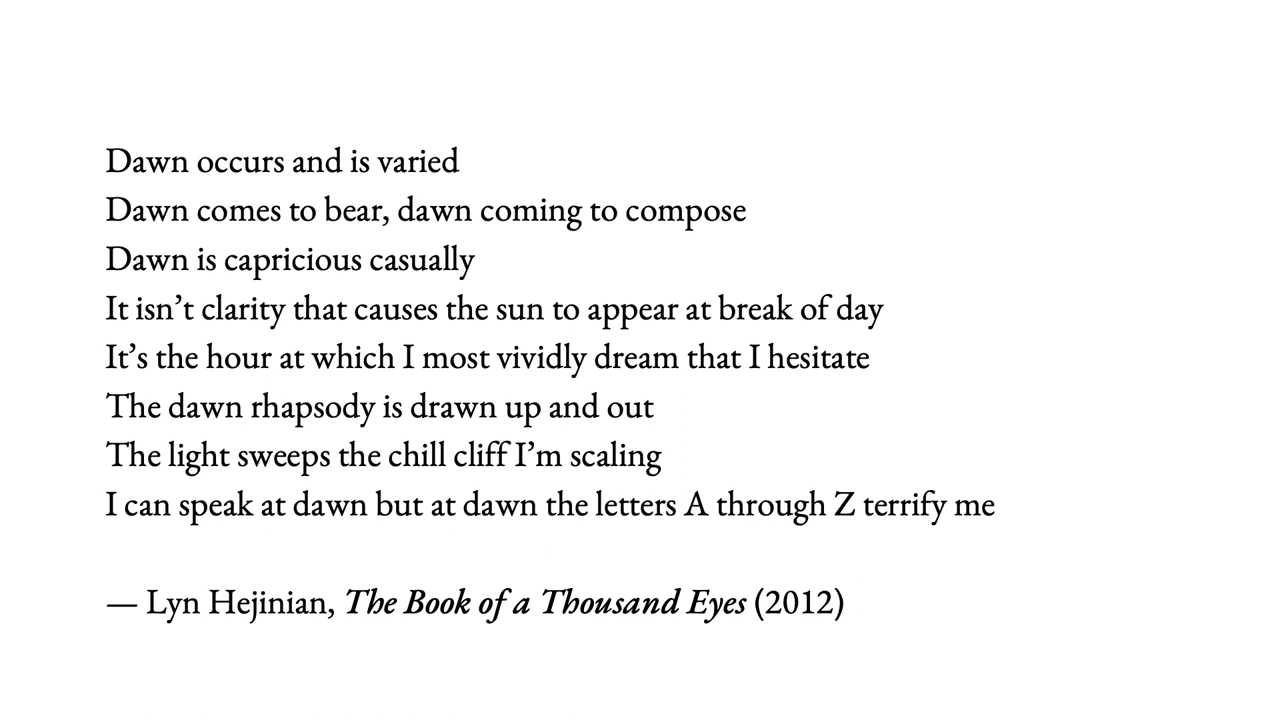 Dawn occurs and is varied
Dawn comes to bear, dawn coming to compose
Dawn is capricious casually
It isn’t clarity that causes the sun to appear at break of day
It’s the hour at which I most vividly dream that I hesitate
The dawn rhapsody is drawn up and out
The light sweeps the chill cliff I’m scaling
I can speak at dawn but at dawn the letters A through Z terrify me
— Lyn Hejinian, The Book of a Thousand Eyes (2012)